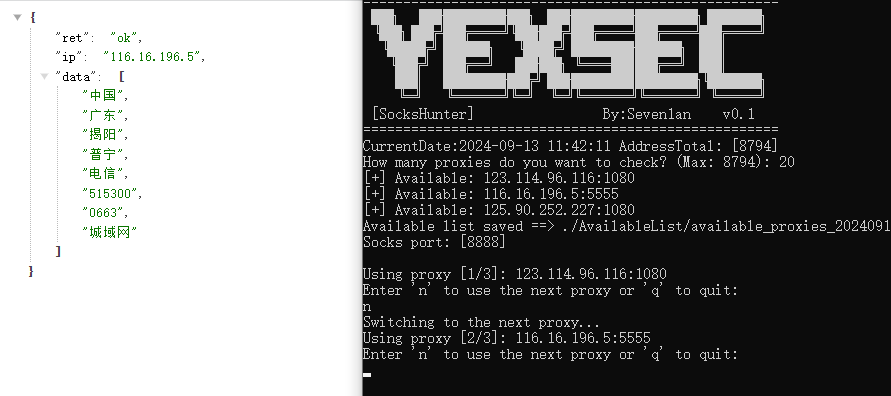 {
"ret": "ok",
"ip": "116.16.196.5",
"data": [
"中国",
"广东",
"揭阳",
"普宁",
"电信",
"515300",
"0663",
"城域网"
]
}
VEXSEC
[SocksHunter] By:Sevenlan v0.1
CurrentDate:2024-09-13 11:42:11 AddressTotal: [8794]
How many proxies do you want to check? (Max: 8794): 20
[+] Available: 123.114.96.116:1080
[+] Available: 116.16.196.5:5555
[+] Available: 125.90.252.227:1080
Available list saved ==> ./AvailableList/available_proxies_2024091
Socks port: [8888]
Using proxy [1/3]: 123.114.96.116:1080
Enter 'n' to use the next proxy or 'q' to quit:
n
Switching to the next proxy...
Using proxy [2/3]: 116.16.196.5:5555
Enter 'n' to use the next proxy or 'q' to quit: